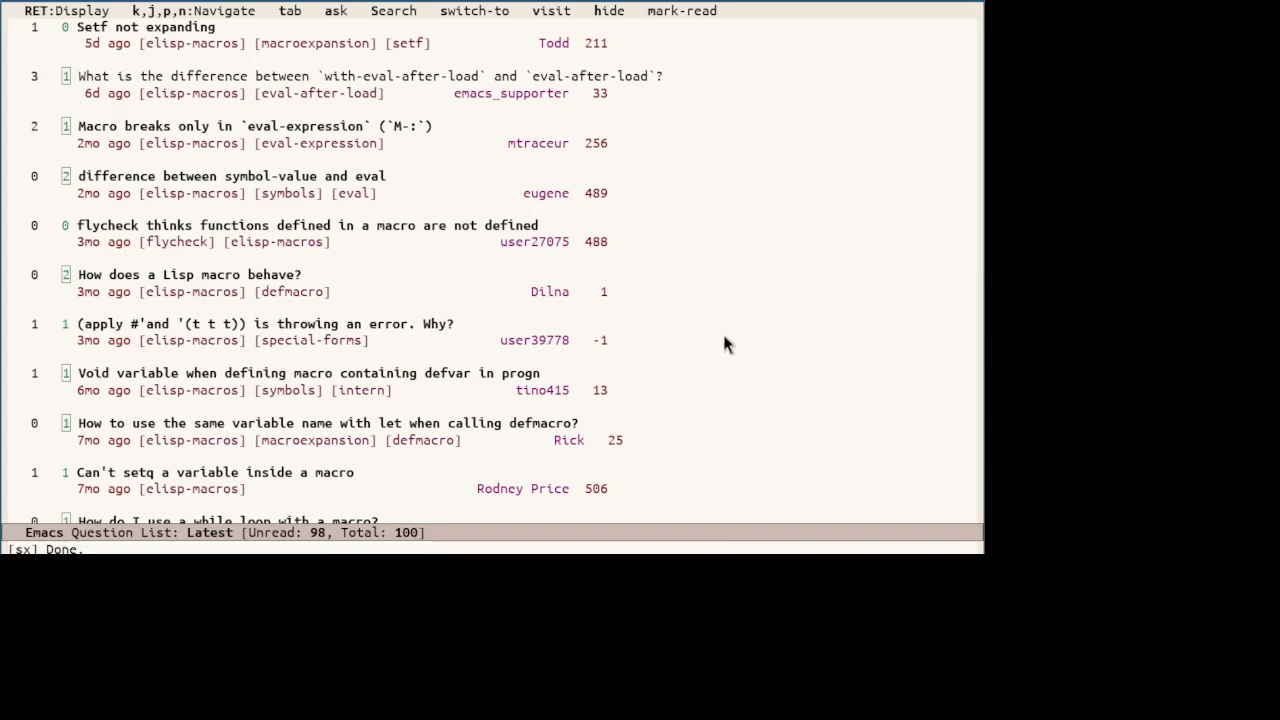 RET:Display k,j,p,n:Navigate tab ask Search switch-to visit hide mark-read
1 0 Setf not expanding
5d ago [elisp-macros] [macroexpansion] [setf] Todd 211
3 1 What is the difference between `with-eval-after-load` and `eval-after-load`?
6d ago [elisp-macros] [eval-after-load] emacs_supporter 33
2 1 Macro breaks only in `eval-expression` (`M-:`)
2mo ago [elisp-macros] [eval-expression] mtraceur 256
0 2 difference between symbol-value and eval
2mo ago [elisp-macros] [symbols] [eval] eugene 489
0 0 flycheck thinks functions defined in a macro are not defined
3mo ago [flycheck] [elisp-macros] user27075 488
0 2 How does a Lisp macro behave?
3mo ago [elisp-macros] [defmacro] Dilna 1
1 1 (apply #'and '(t t t)) is throwing an error. Why?
3mo ago [elisp-macros] [special-forms] user39778 -1
1 1 Void variable when defining macro containing defvar in progn
6mo ago [elisp-macros] [symbols] [intern] tino415 13
0 1 How to use the same variable name with let when calling defmacro?
7mo ago [elisp-macros] [macroexpansion] [defmacro] Rick 25
1 1 Can't setq a variable inside a macro
7mo ago [elisp-macros] Rodney Price 506
0 1 How do I use a while loop with a macro?
Emacs Question List: Latest [Unread: 98, Total: 100]
[sx] Done.